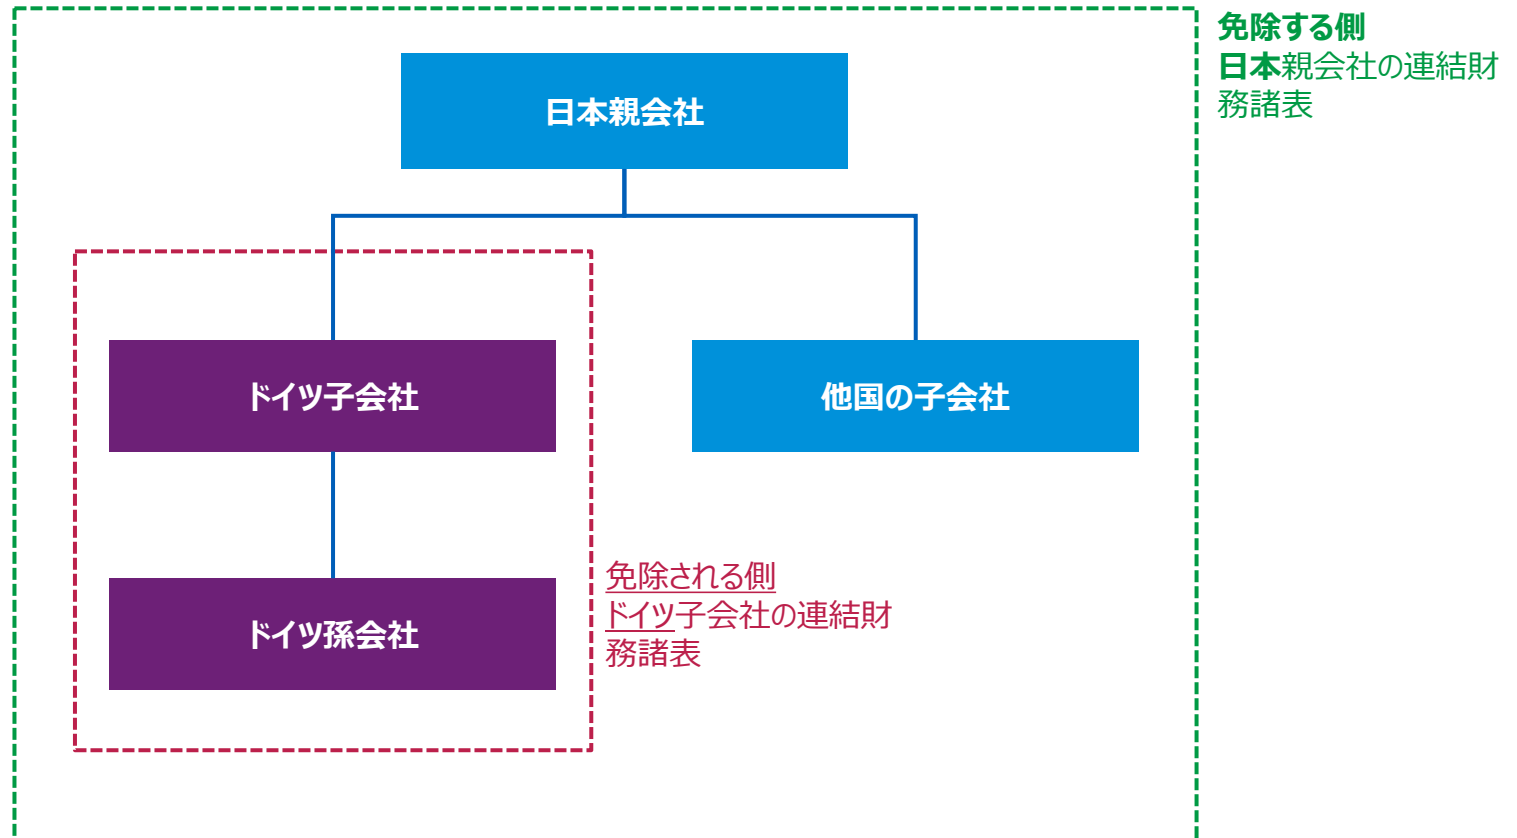 免除する側
日本親会社の連結財
務諸表
日本親会社
ドイツ子会社
他国の子会社
免除される側
ドイツ子会社の連結財
務諸表
ドイツ孫会社